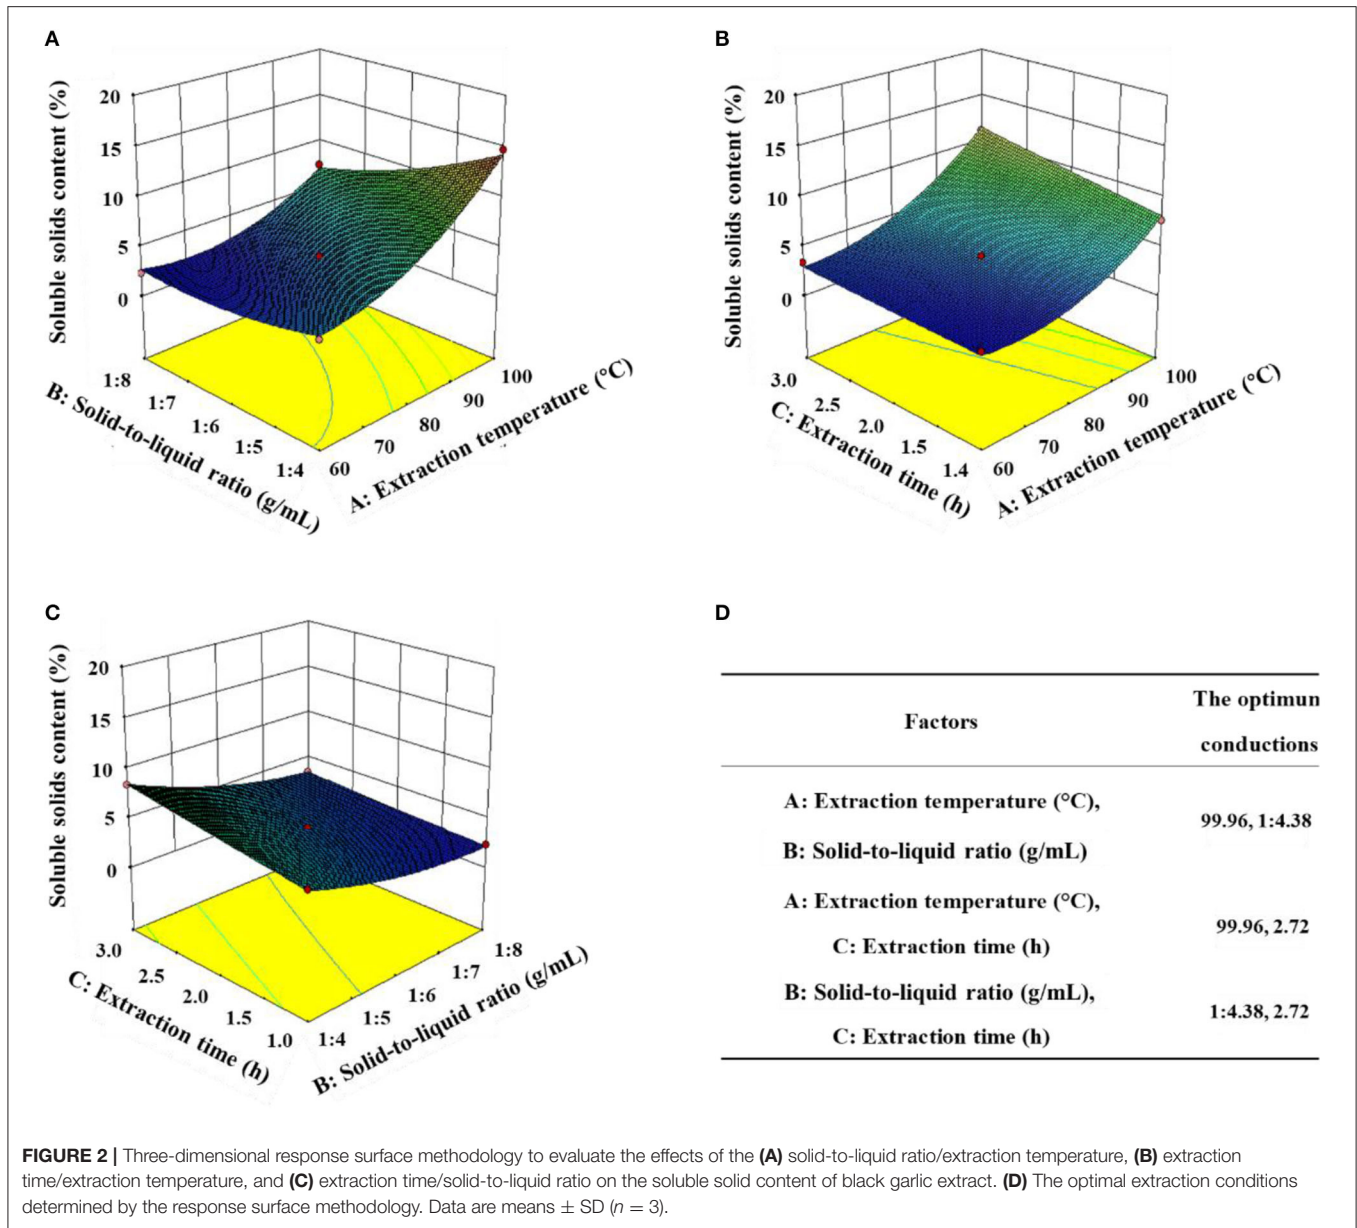 A
Soluble solids content (%)
20
15
10
5
0
1:8
1:7
1:6
1:5
1:4
B: Solid-to-liquid ratio (g/mL)
60
70
80
90
100
A: Extraction temperature (°C)
B
Soluble solids content (%)
20
15
10
5
0
3.0
2.5
2.0
1.5
1.4
C: Extraction time (h)
60
70
80
90
100
A: Extraction temperature (°C)
C
Soluble solids content (%)
20
15
10
5
0
3.0
2.5
2.0
1.5
1.0
C: Extraction time (h)
1:4
1:5
1:6
1:7
1:8
B: Solid-to-liquid ratio (g/mL)
D
Factors
The optimun
conductions
A: Extraction temperature (°C),
B: Solid-to-liquid ratio (g/mL)
99.96, 1:4.38
A: Extraction temperature (°C),
C: Extraction time (h)
99.96, 2.72
B: Solid-to-liquid ratio (g/mL),
C: Extraction time (h)
1:4.38, 2.72
FIGURE 2 | Three-dimensional response surface methodology to evaluate the effects of the (A) solid-to-liquid ratio/extraction temperature, (B) extraction
time/extraction temperature, and (C) extraction time/solid-to-liquid ratio on the soluble solid content of black garlic extract. (D) The optimal extraction conditions
determined by the response surface methodology. Data are means ± SD (n = 3).